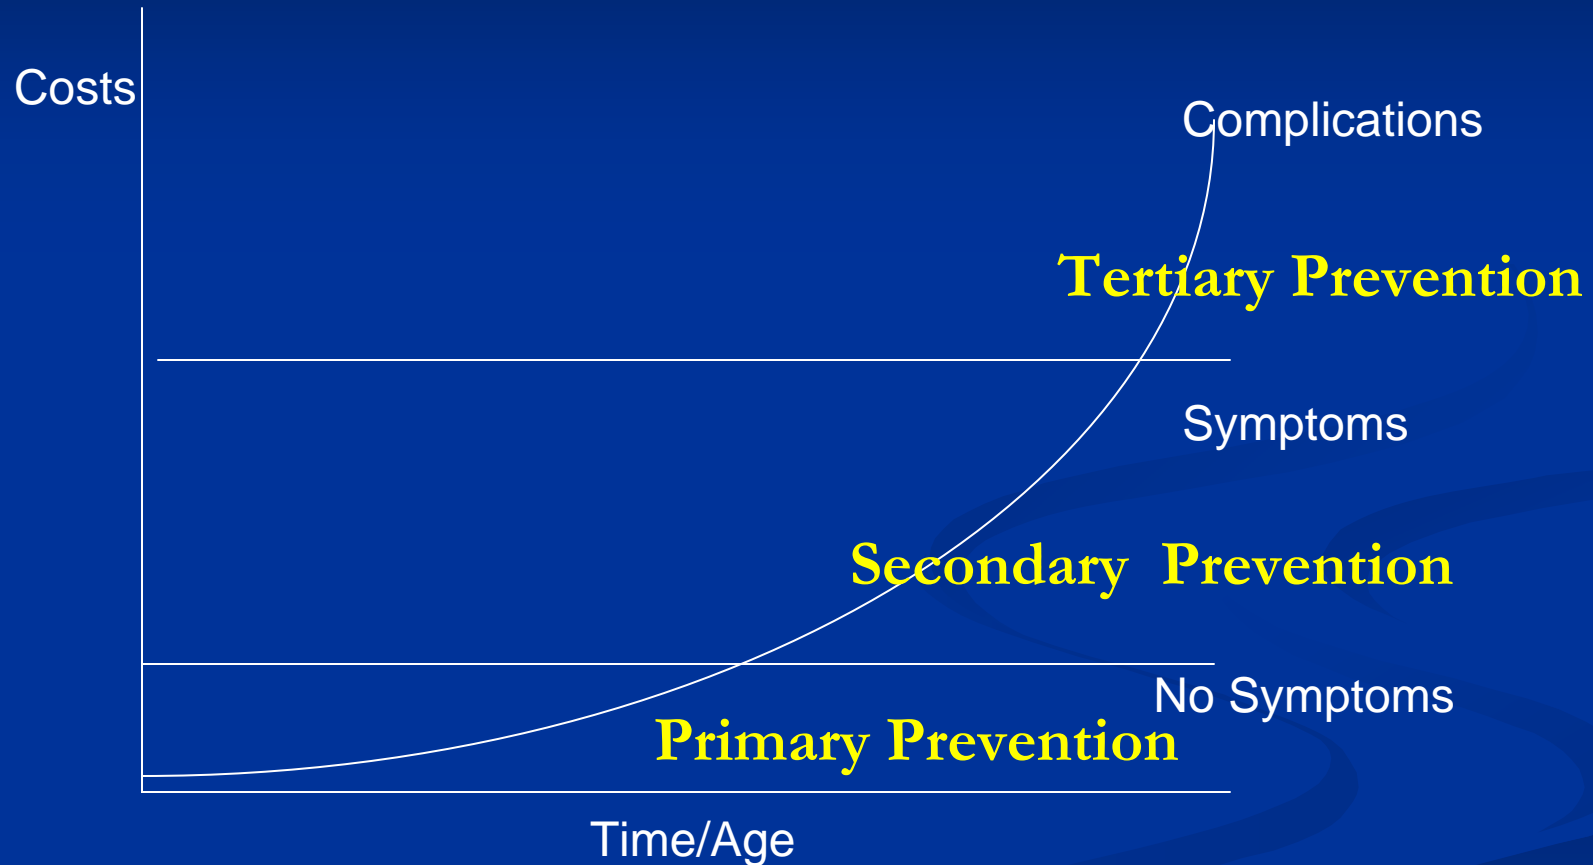 Costs
Complications
Tertiary Prevention
Symptoms
Secondary Prevention
No Symptoms
Primary Prevention
Time/Age